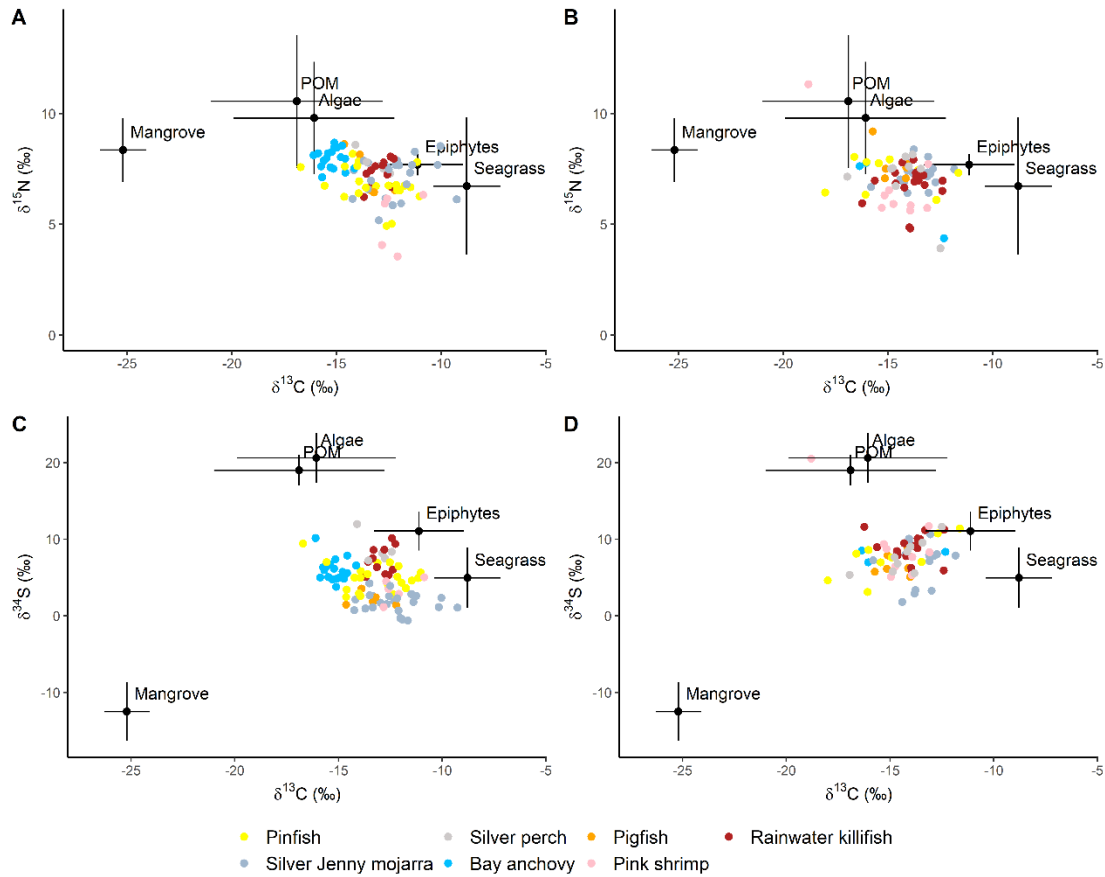 A
B
δ15N (‰)
10
5
0
POM
Algae
Mangrove
Epiphytes
Seagrass
-25
-20
-15
-10
-5
δ13C (‰)
δ15N (‰)
10
5
0
POM
Algae
Mangrove
Epiphytes
Seagrass
-25
-20
-15
-10
-5
δ13C (‰)
C
D
δ34S (‰)
20
10
0
-10
Algae
POM
Epiphytes
Seagrass
Mangrove
-25
-20
-15
-10
-5
δ13C (‰)
δ34S (‰)
20
10
0
-10
Algae
POM
Epiphytes
Seagrass
Mangrove
-25
-20
-15
-10
-5
δ13C (‰)
Pinfish Silver perch Pigfish Rainwater killifish
Silver Jenny mojarra Bay anchovy Pink shrimp